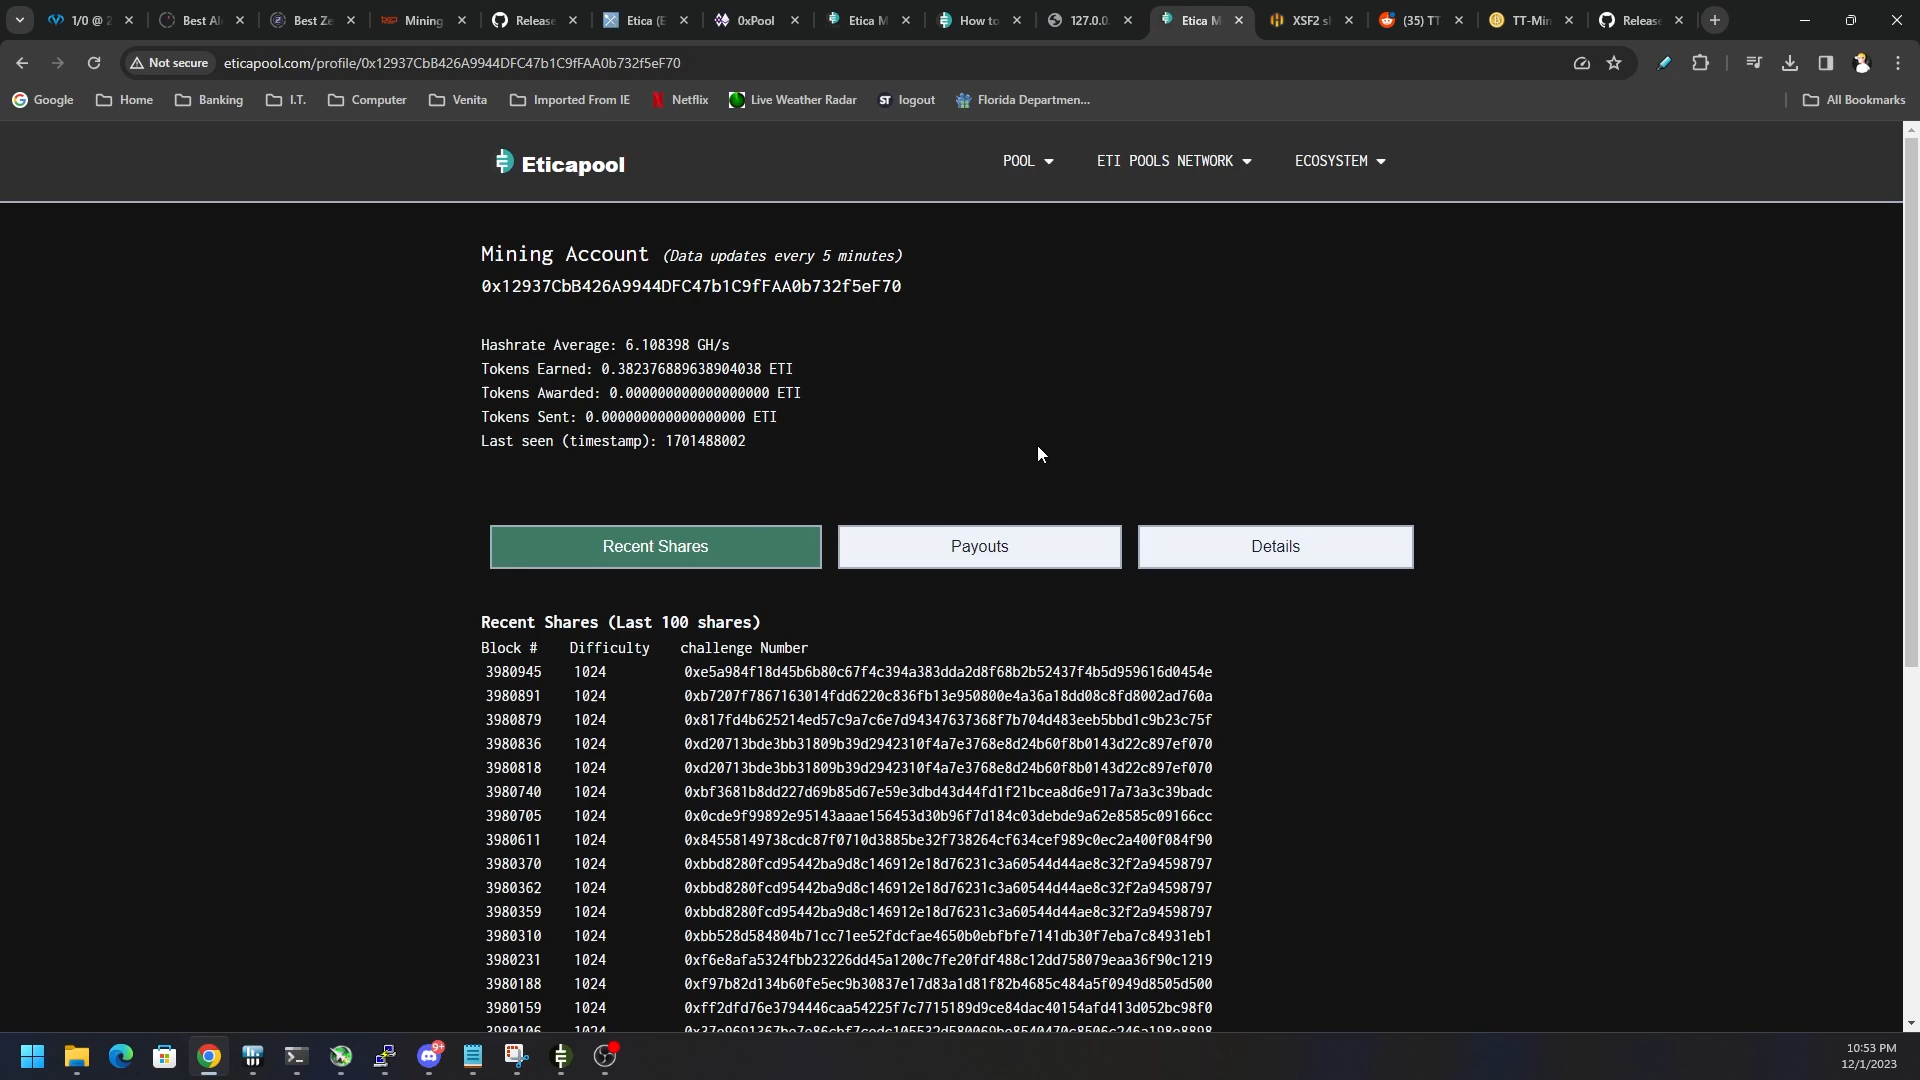 1/0 @ 2
Best Al
Best Ze
Mining
Release
Etica (E
0xPool
Etica M
How to
127.0.0.
Etica M
XSF2 s
(35) TT
TT-Min
Release
Not secure
eticapool.com/profile/0x12937CbB426A9944DFC47b1C9fFAA0b732f5eF70
Google
Home
Banking
I.T.
Computer
Venita
Imported From IE
Netflix
Live Weather Radar
ST logout
Florida Departmen...
All Bookmarks
Eticapool
POOL
ETI POOLS NETWORK
ECOSYSTEM
Mining Account (Data updates every 5 minutes)
0x12937CbB426A9944DFC47b1C9fFAA0b732f5eF70
Hashrate Average: 6.108398 GH/s
Tokens Earned: 0.382376889638904038 ETI
Tokens Awarded: 0.000000000000000000 ETI
Tokens Sent: 0.000000000000000000 ETI
Last seen (timestamp): 1701488002
Recent Shares
Payouts
Details
Recent Shares (Last 100 shares)
Block # Difficulty challenge Number
3980945 1024 0xe5a984f18d45b6b80c67f4c394a383dda2d8f68b2b52437f4b5d959616d0454e
3980891 1024 0xb7207f7867163014fdd6220c836fb13e950800e4a36a18dd08c8fd8002ad760a
3980879 1024 0x817fd4b625214ed57c9a7c6e7d94347637368f7b704d483eeb5bbd1c9b23c75f
3980836 1024 0xd20713bde3bb31809b39d2942310f4a7e3768e8d24b60f8b0143d22c897ef070
3980818 1024 0xd20713bde3bb31809b39d2942310f4a7e3768e8d24b60f8b0143d22c897ef070
3980740 1024 0xbf3681b8dd227d69b85d67e59e3dbd43d44fd1f21bcea8d6e917a73a3c39badc
3980705 1024 0x0cde9f99892e95143aaae156453d30b96f7d184c03debde9a62e8585c09166cc
3980611 1024 0x84558149738cdc87f0710d3885be32f738264cf634cef989c0ec2a400f084f90
3980370 1024 0xbbd8280fcd95442ba9d8c146912e18d76231c3a60544d44ae8c32f2a94598797
3980362 1024 0xbbd8280fcd95442ba9d8c146912e18d76231c3a60544d44ae8c32f2a94598797
3980359 1024 0xbbd8280fcd95442ba9d8c146912e18d76231c3a60544d44ae8c32f2a94598797
3980310 1024 0xbb528d584804b71cc71ee52fdcfae4650b0ebfbfe7141db30f7eba7c84931eb1
3980231 1024 0xf6e8afa5324fbb23226dd45a1200c7fe20fdf488c12dd758079eaa36f90c1219
3980188 1024 0xf97b82d134b60fe5ec9b30837e17d83a1d81f82b4685c484a5f0949d8505d500
3980159 1024 0xff2dfd76e3794446caa54225f7c7715189d9ce84dac40154afd413d052bc98f0
3980106 1024
9+
10:53 PM
12/1/2023